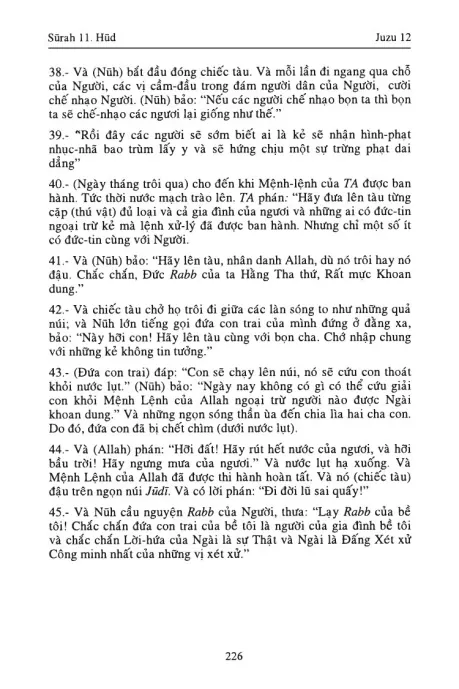 Sūrah 11. Hūd Juzu 12
38.- Và (Nūh) bắt đầu đóng chiếc tàu. Và mỗi lần đi ngang qua chỗ
của Người, các vị cầm-đầu trong đám người dân của Người, cười
chế nhạo Người. (Nūh) bảo: “Nếu các người chế nhạo bọn ta thì bọn
ta sẽ chế-nhạo các ngươi lại giống như thế.”
39.- “Rồi đây các người sẽ sớm biết ai là kẻ sẽ nhận hình-phạt
nhục-nhã bao trùm lấy y và sẽ hứng chịu một sự trừng phạt dai
dẳng”
40.- (Ngày tháng trôi qua) cho đến khi Mệnh-lệnh của TA được ban
hành. Tức thời nước mạch trào lên. TA phán: “Hãy đưa lên tàu từng
cặp (thú vật) đủ loại và cả gia đình của ngươi và những ai có đức-tin
ngoại trừ kẻ mà lệnh xử-lý đã được ban hành. Nhưng chỉ một số ít
có đức-tin cùng với Người.
41.- Và (Nūh) bảo: “Hãy lên tàu, nhân danh Allah, dù nó trôi hay nó
đậu. Chắc chắn, Đức Rabb của ta Hằng Tha thứ, Rất mực Khoan
dung.”
42.- Và chiếc tàu chở họ trôi đi giữa các làn sóng to như những quả
núi; và Nūh lớn tiếng gọi đứa con trai của mình đứng ở đằng xa,
bảo: “Này hỡi con! Hãy lên tàu cùng với bọn cha. Chớ nhập chung
với những kẻ không tin tưởng.”
43.- (Đứa con trai) đáp: “Con sẽ chạy lên núi, nó sẽ cứu con thoát
khỏi nước lụt.” (Nūh) bảo: “Ngày nay không có gì có thể cứu giải
con khỏi Mệnh Lệnh của Allah ngoại trừ người nào được Ngài
khoan dung.” Và những ngọn sóng thần ùa đến chia lìa hai cha con.
Do đó, đứa con đã bị chết chìm (dưới nước lụt).
44.- Và (Allah) phán: “Hỡi đất! Hãy rút hết nước của ngươi, và hỡi
bầu trời! Hãy ngưng mưa của ngươi.” Và nước lụt hạ xuống. Và
Mệnh Lệnh của Allah đã được thi hành hoàn tất. Và nó (chiếc tàu)
đậu trên ngọn núi Jūdī. Và có lời phán: “Đi đời lũ sai quấy!”
45.- Và Nūh cầu nguyện Rabb của Người, thưa: “Lạy Rabb của bề
tôi! Chắc chắn đứa con trai của bề tôi là người của gia đình bề tôi
và chắc chắn Lời-hứa của Ngài là sự Thật và Ngài là Đấng Xét xử
Công minh nhất của những vị xét xử.”
226